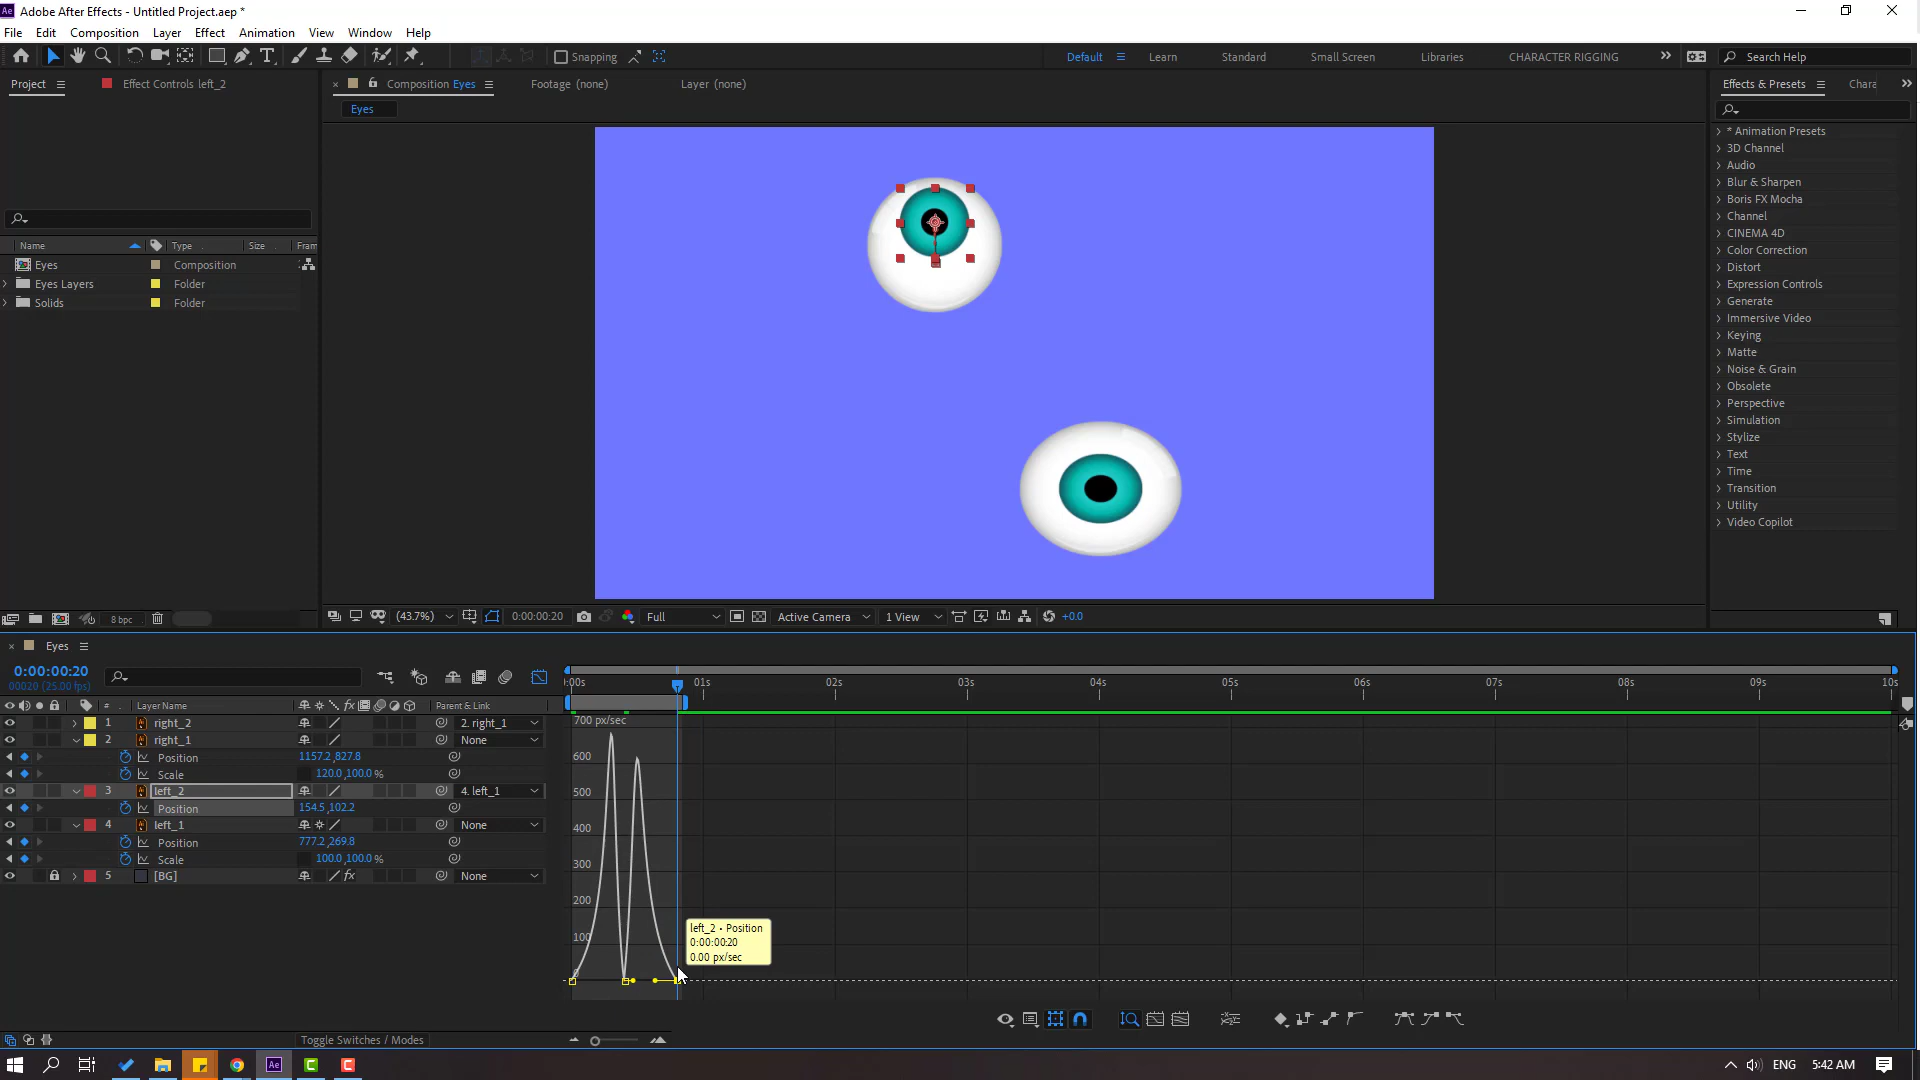 Adobe After Effects - Untitled Project.aep *
File Edit Composition Layer Effect Animation View Window Help
Snapping
Default Learn Standard Small Screen Libraries CHARACTER RIGGING Search Help
Project Effect Controls left_2
Composition Eyes Footage (none) Layer (none)
Effects & Presets
Eyes
* Animation Presets
3D Channel
Audio
Blur & Sharpen
Boris FX Mocha
Channel
CINEMA 4D
Color Correction
Distort
Expression Controls
Generate
Immersive Video
Keying
Matte
Noise & Grain
Obsolete
Perspective
Simulation
Stylize
Text
Time
Transition
Utility
Video Copilot
Name Type Size
Eyes Composition
Eyes Layers Folder
Solids Folder
8 bpc
(43.7%) 0:00:00:20 Full Active Camera 1 View +0.0
Eyes
0:00:00:20
00020 (25.00 fps)
# Layer Name Parent & Link
:00s 01s 02s 03s 04s 05s 06s 07s 08s 09s 10s
1 right_2 2. right_1
2 right_1 None
Position 1157.2,827.8
Scale 120.0,100.0%
3 left_2 4. left_1
Position 154.5,102.2
4 left_1 None
Position 777.2,269.8
Scale 100.0,100.0%
5 [BG] None
700 px/sec
600
500
400
300
200
100
0
left_2 • Position
0:00:00:20
0.00 px/sec
Toggle Switches / Modes
ENG 5:42 AM